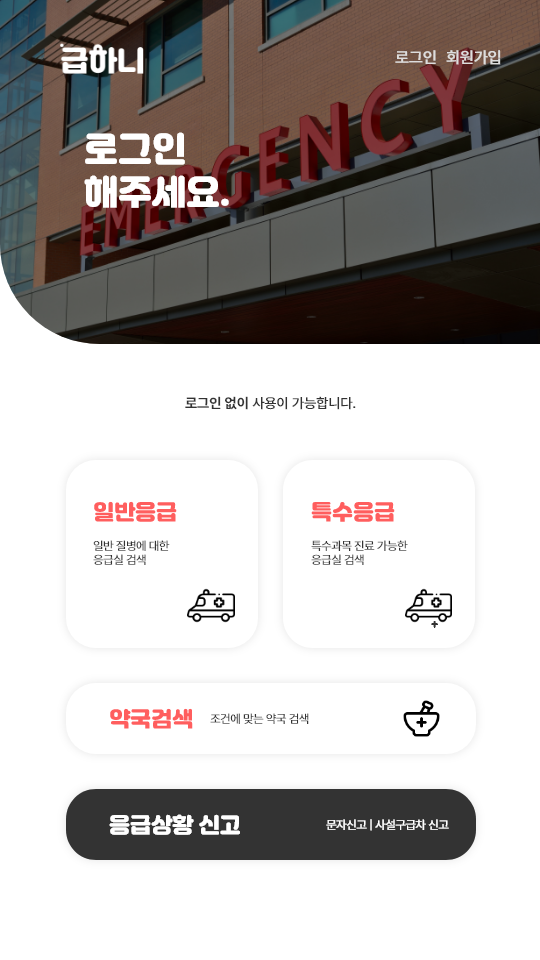 급하니
로그인 회원가입
EMERGENCY
로그인
해주세요.
로그인 없이 사용이 가능합니다.
일반응급
일반 질병에 대한
응급실 검색
특수응급
특수과목 진료 가능한
응급실 검색
약국검색 조건에 맞는 약국 검색
응급상황 신고 문자신고 | 사설구급차 신고